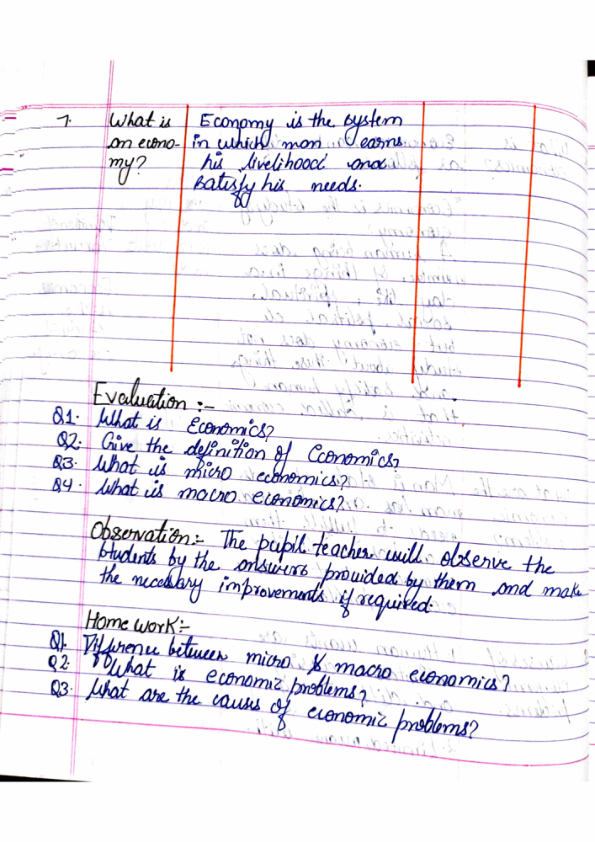 7. What is Economy is the system
an econo- in which man earns
my? his livelihood and
satisfy his needs.
Evaluation :-
Q1. What is Economics?
Q2. Give the definition of Economics?
Q3. What is micro economics?
Q4. What is macro economics?
Observation:- The pupil teacher will observe the
students by the answers provided by them and make
the necessary improvements if required.
Home work:-
Q1. Difference between micro & macro economics?
Q2. What is economic problems?
Q3. What are the causes of economic problems?